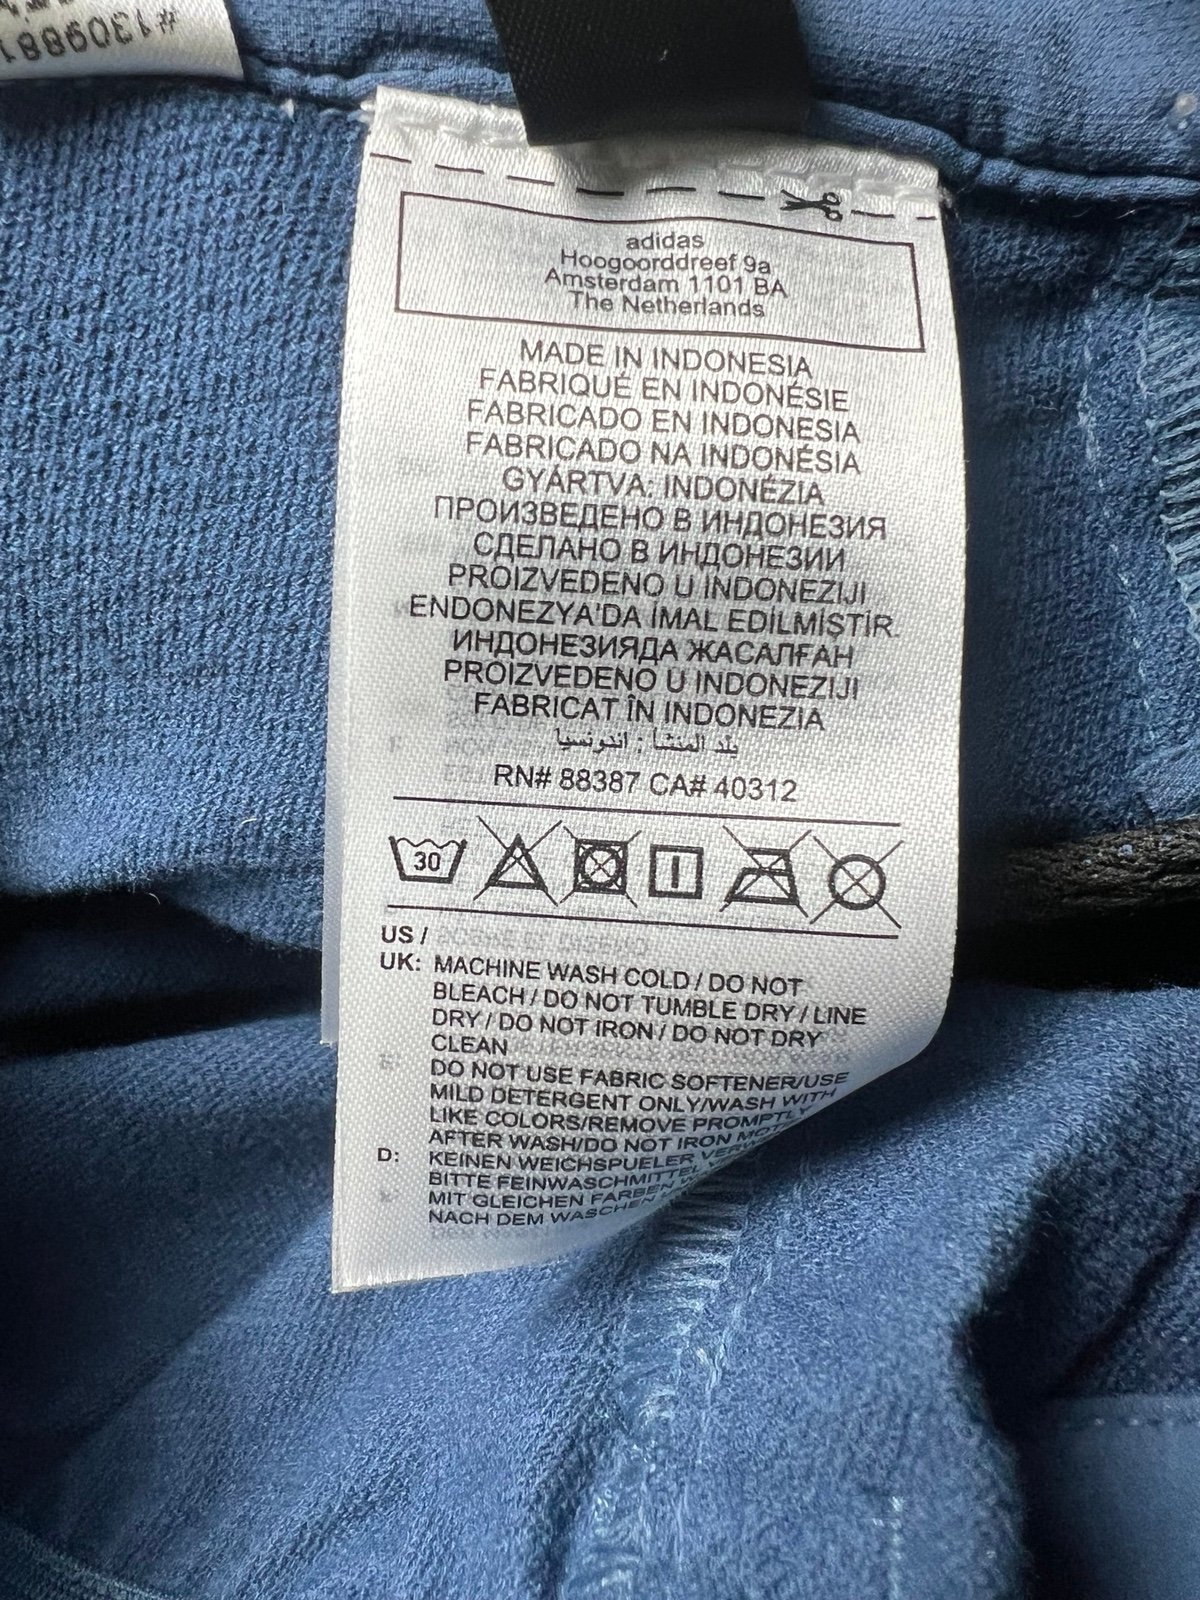 #130981
adidas
Hoogoorddreef 9a
Amsterdam 1101 BA
The Netherlands
MADE IN INDONESIA
FABRIQUÉ EN INDONÉSIE
FABRICADO EN INDONESIA
FABRICADO NA INDONÉSIA
GYÁRTVA: INDONÉZIA
ПРОИЗВЕДЕНО В ИНДОНЕЗИЯ
СДЕЛАНО В ИНДОНЕЗИИ
PROIZVEDENO U INDONEZIJI
ENDONEZYA'DA İMAL EDİLMİŞTİR.
ИНДОНЕЗИЯДА ЖАСАЛҒАН
PROIZVEDENO U INDONEZIJI
FABRICAT ÎN INDONEZIA
بلد المنشأ : اندونسيا
RN# 88387 CA# 40312
30
US /
UK: MACHINE WASH COLD / DO NOT
BLEACH / DO NOT TUMBLE DRY / LINE
DRY / DO NOT IRON / DO NOT DRY
CLEAN
DO NOT USE FABRIC SOFTENER/USE
MILD DETERGENT ONLY/WASH WITH
LIKE COLORS/REMOVE PROMPTLY
AFTER WASH/DO NOT IRON
D: KEINEN WEICHSPUELER
BITTE FEINWASCHMITTEL
MIT GLEICHEN FARBEN
NACH DEM WASCHEN